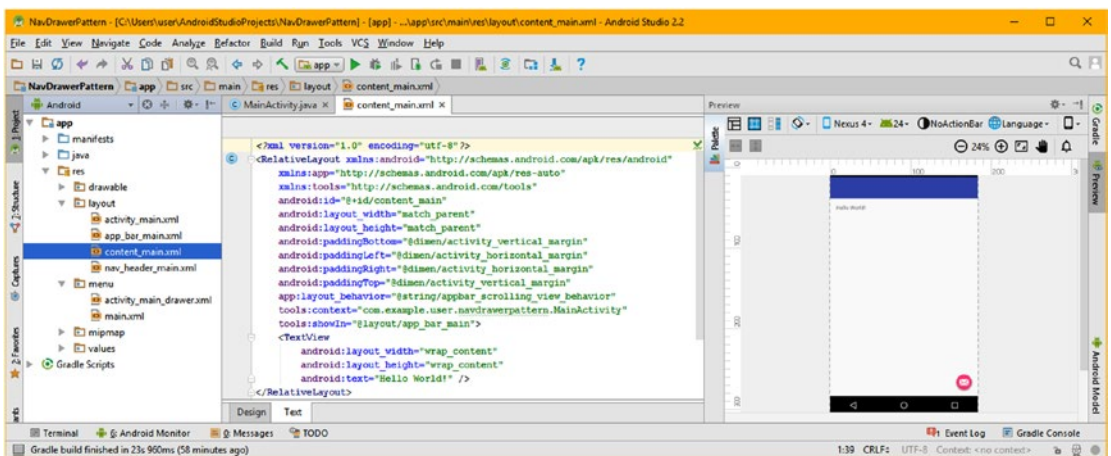 NavDrawerPattern - [C:\Users\user\AndroidStudioProjects\NavDrawerPattern] - [app] - ...\app\src\main\res\layout\content_main.xml - Android Studio 2.2
File Edit View Navigate Code Analyze Refactor Build Run Tools VCS Window Help
app
NavDrawerPattern app src main res layout content_main.xml
Android
MainActivity.java × content_main.xml ×
Preview
1: Project
app
manifests
java
res
drawable
layout
activity_main.xml
app_bar_main.xml
content_main.xml
nav_header_main.xml
menu
activity_main_drawer.xml
main.xml
mipmap
values
Gradle Scripts
Z: Structure
Captures
2: Favorites
<?xml version="1.0" encoding="utf-8"?>
<RelativeLayout xmlns:android="http://schemas.android.com/apk/res/android"
xmlns:app="http://schemas.android.com/apk/res-auto"
xmlns:tools="http://schemas.android.com/tools"
android:id="@+id/content_main"
android:layout_width="match_parent"
android:layout_height="match_parent"
android:paddingBottom="@dimen/activity_vertical_margin"
android:paddingLeft="@dimen/activity_horizontal_margin"
android:paddingRight="@dimen/activity_horizontal_margin"
android:paddingTop="@dimen/activity_vertical_margin"
app:layout_behavior="@string/appbar_scrolling_view_behavior"
tools:context="com.example.user.navdrawerpattern.MainActivity"
tools:showIn="@layout/app_bar_main">
<TextView
android:layout_width="wrap_content"
android:layout_height="wrap_content"
android:text="Hello World!" />
</RelativeLayout>
Design Text
Palette
Nexus 4 24 NoActionBar Language
24%
0 100 200
Hello World!
Gradle
Preview
Android Model
Terminal 6: Android Monitor 0: Messages TODO
1 Event Log Gradle Console
Gradle build finished in 23s 960ms (58 minutes ago)
1:39 CRLF UTF-8 Context: <no context>